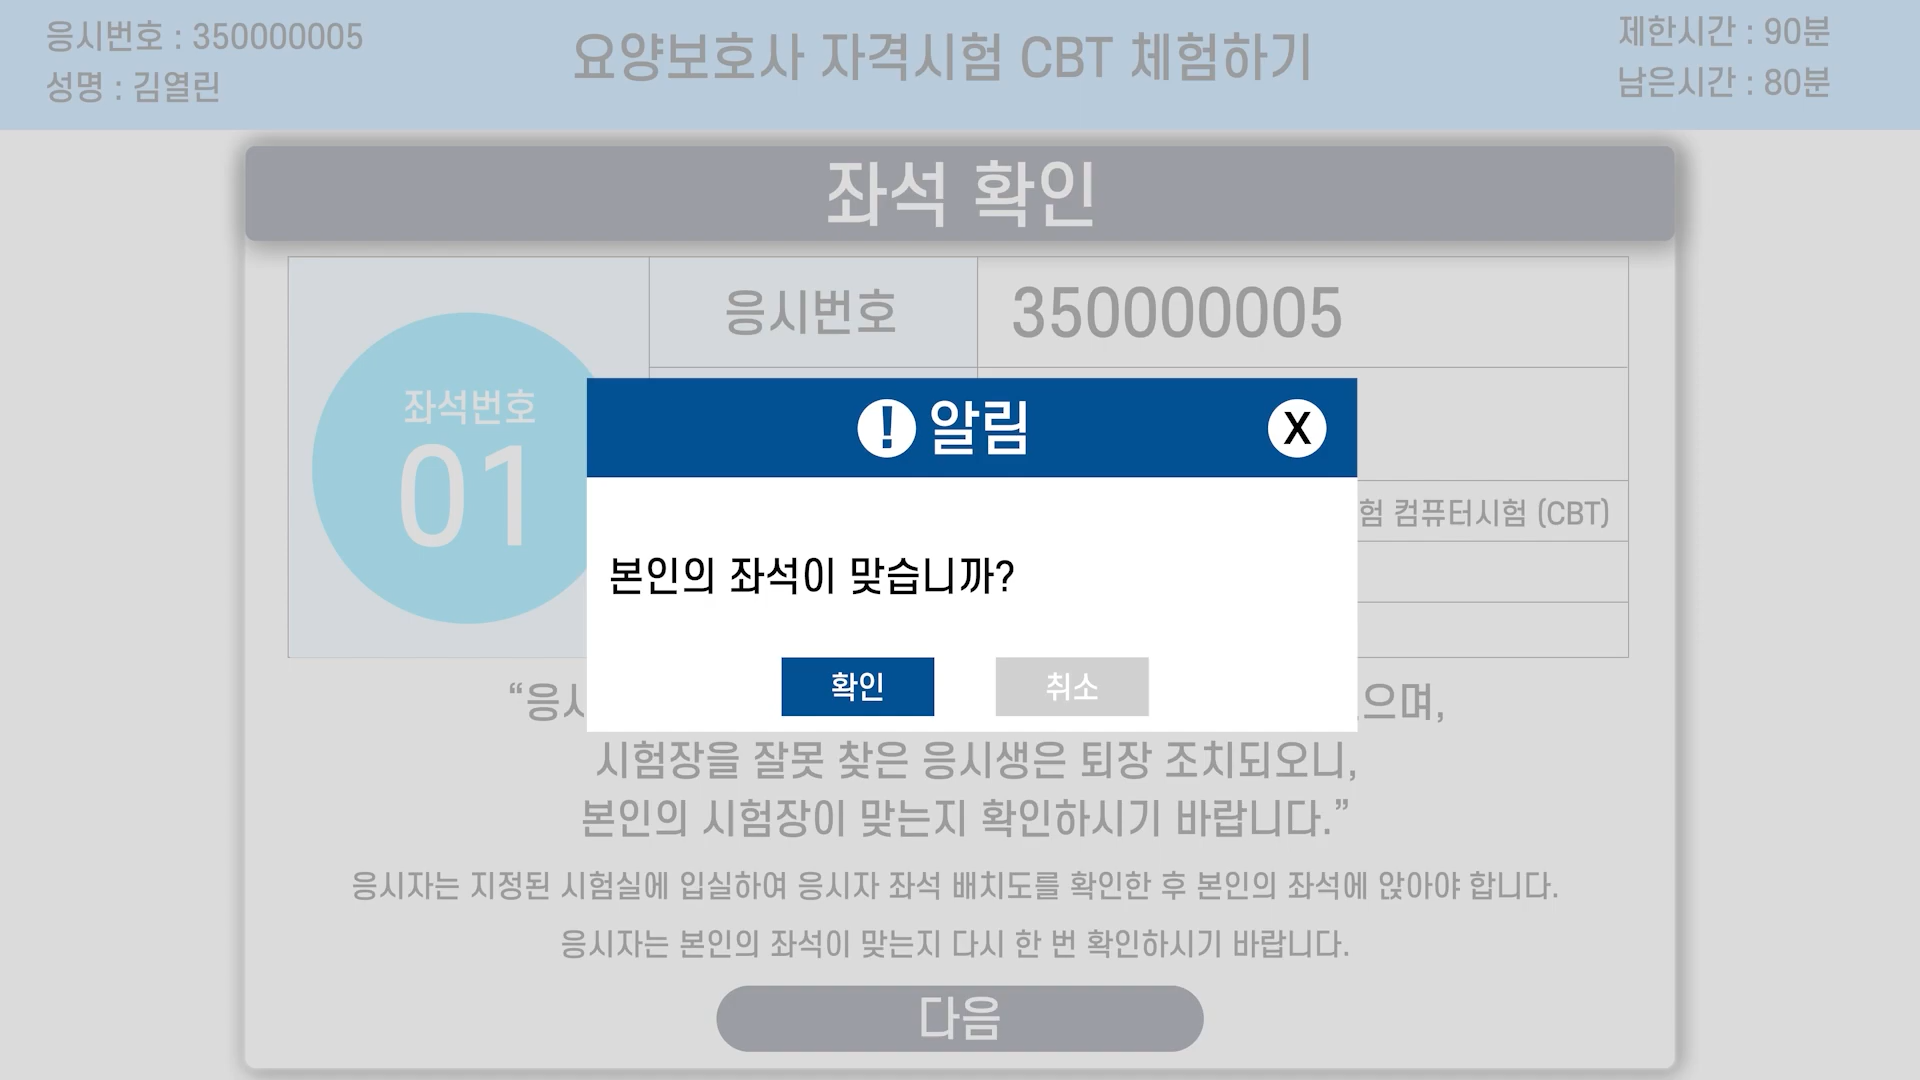 응시번호 : 350000005
성명 : 김열린
요양보호사 자격시험 CBT 체험하기
제한시간 : 90분
남은시간 : 80분
좌석 확인
좌석번호
01
응시번호
350000005
알림
X
본인의 좌석이 맞습니까?
확인
취소
컴퓨터시험 (CBT)
시험장을 잘못 찾은 응시생은 퇴장 조치되오니,
본인의 시험장이 맞는지 확인하시기 바랍니다.”
응시자는 지정된 시험실에 입실하여 응시자 좌석 배치도를 확인한 후 본인의 좌석에 앉아야 합니다.
응시자는 본인의 좌석이 맞는지 다시 한 번 확인하시기 바랍니다.
다음